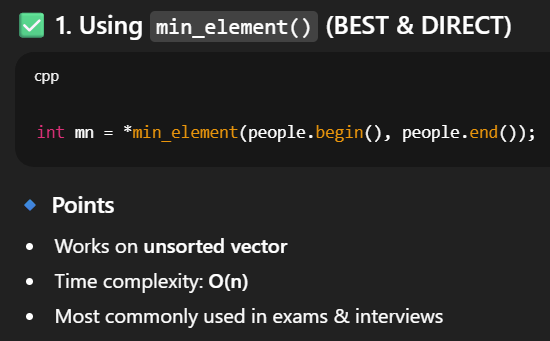 ✅ 1. Using min_element() (BEST & DIRECT)
cpp
int mn = *min_element(people.begin(), people.end());
🔹 Points
• Works on unsorted vector
• Time complexity: O(n)
• Most commonly used in exams & interviews